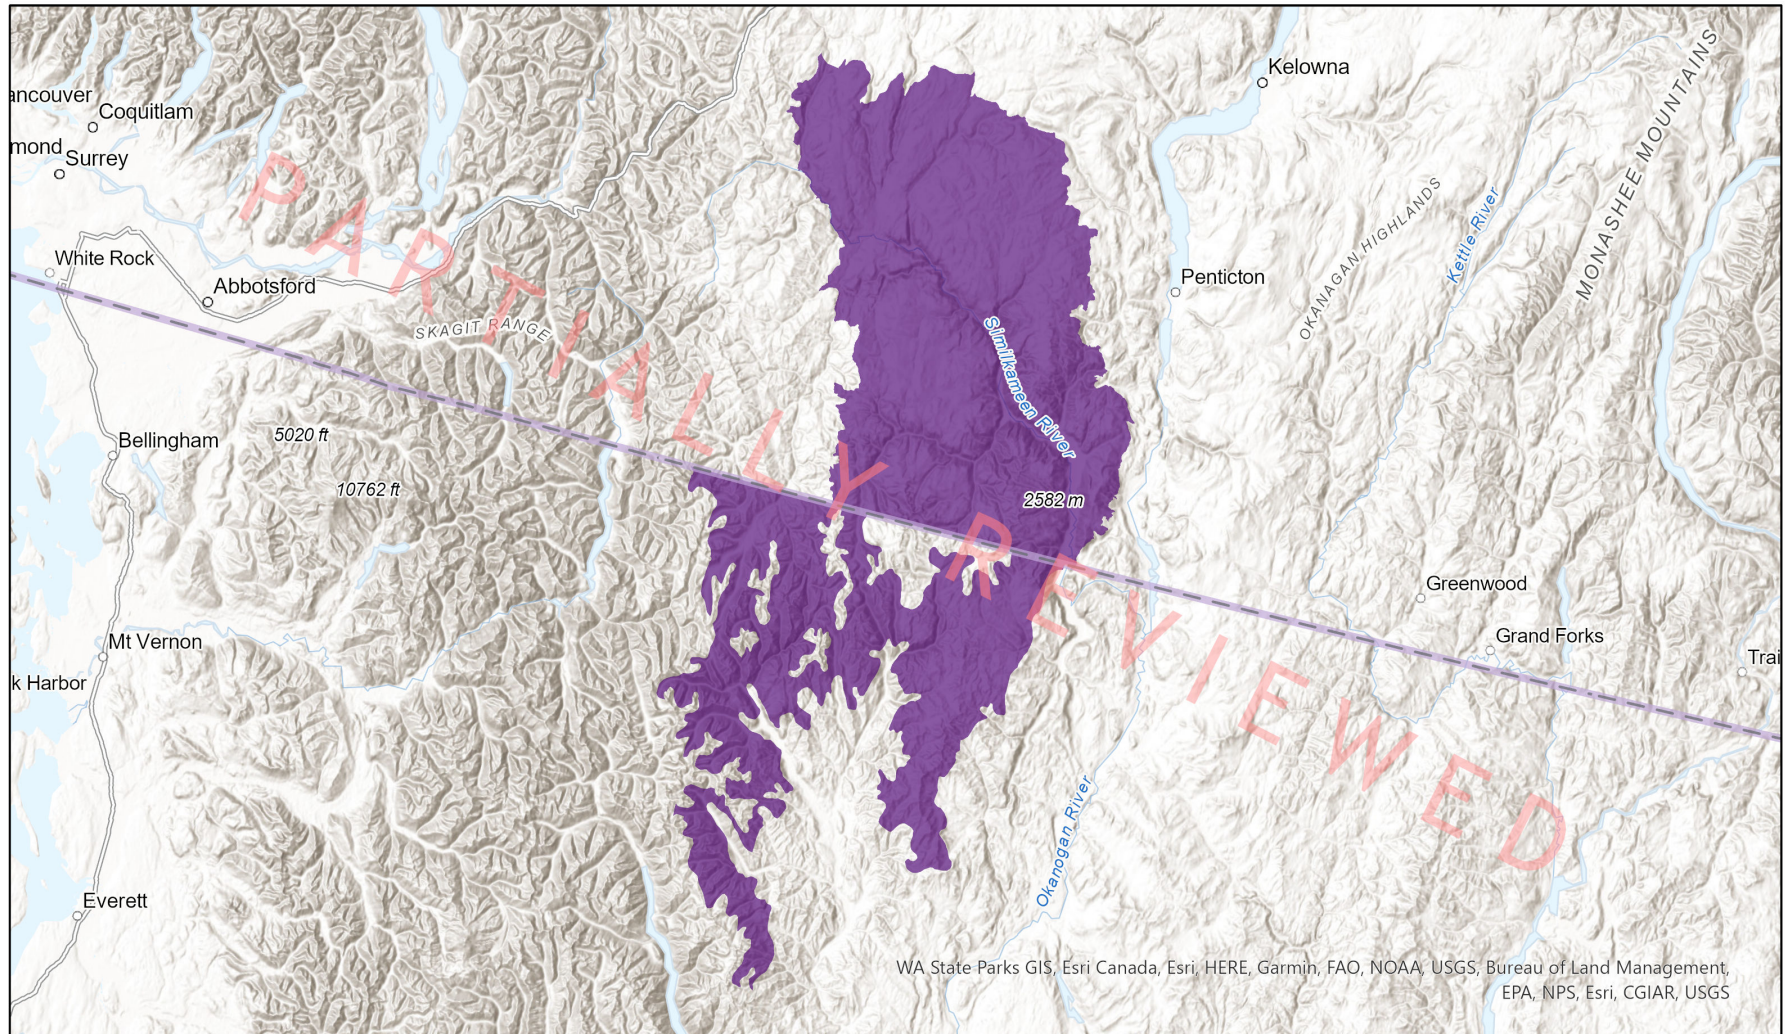 Kelowna
MONASHEE MOUNTAINS
ancouver
Coquitlam
mond
Surrey
OKANAGAN HIGHLANDS
Kettle River
White Rock
Abbotsford
Penticton
SKAGIT RANGE
Similkameen River
PARTIALLY REVIEWED
Bellingham
5020 ft
10762 ft
2582 m
Greenwood
Grand Forks
Mt Vernon
Trai
k Harbor
Okanogan River
Everett
WA State Parks GIS, Esri Canada, Esri, HERE, Garmin, FAO, NOAA, USGS, Bureau of Land Management,
EPA, NPS, Esri, CGIAR, USGS